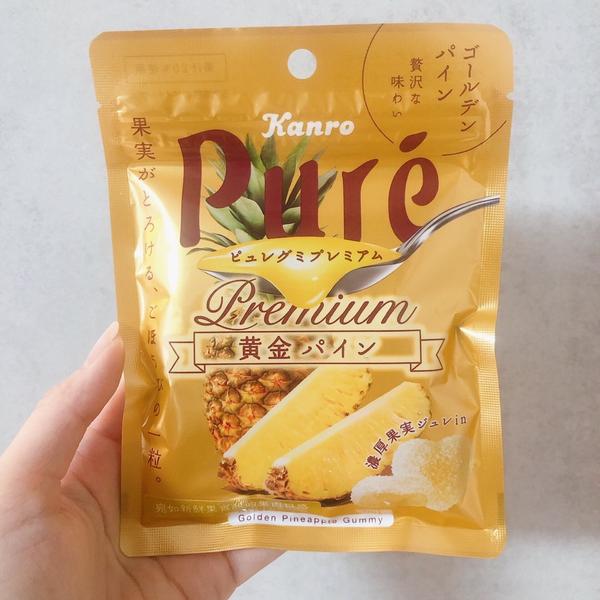 ゴールデン
パイン
贅沢な
味わい
Kanro
Puré
ピュレグミプレミアム
Premium
黄金パイン
果実がとろける、ごほうびの一粒。
濃厚果実ジュレin
Golden Pineapple Gummy